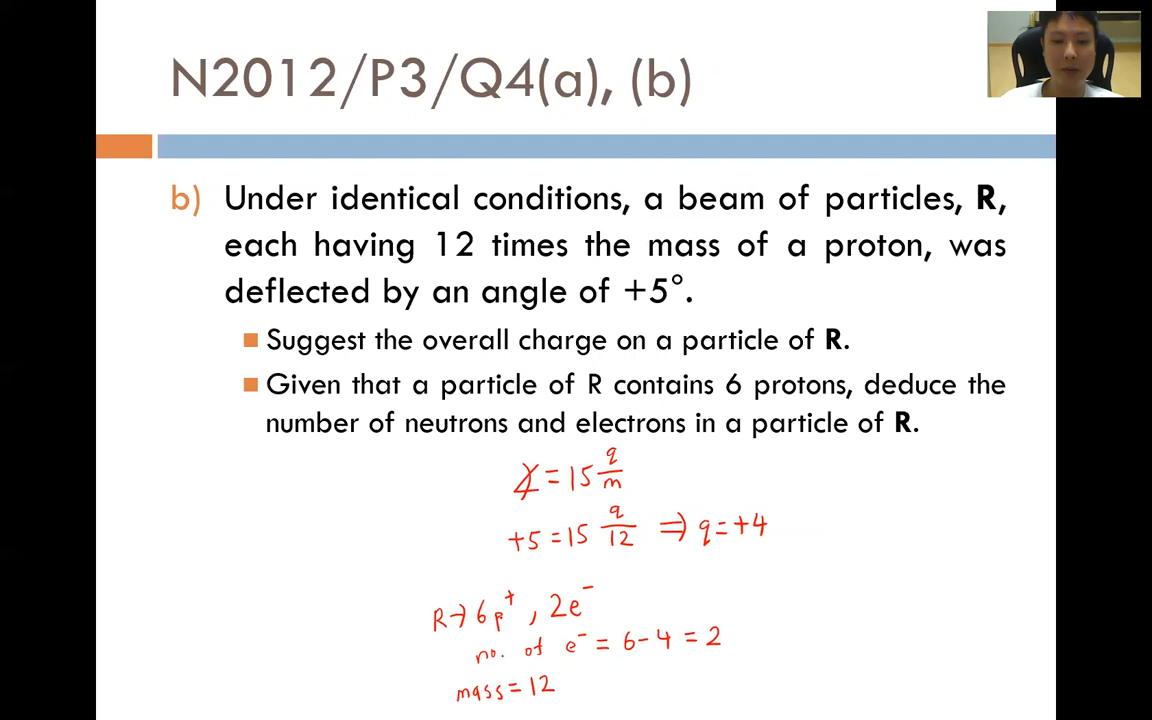 N2012/P3/Q4(a), (b)
b) Under identical conditions, a beam of particles, R,
each having 12 times the mass of a proton, was
deflected by an angle of +5°.
Suggest the overall charge on a particle of R.
Given that a particle of R contains 6 protons, deduce the
number of neutrons and electrons in a particle of R.
∠ = 15 q/m
+5 = 15 q/12 ⇒ q = +4
R → 6p⁺, 2e⁻
no. of e⁻ = 6 - 4 = 2
mass = 12